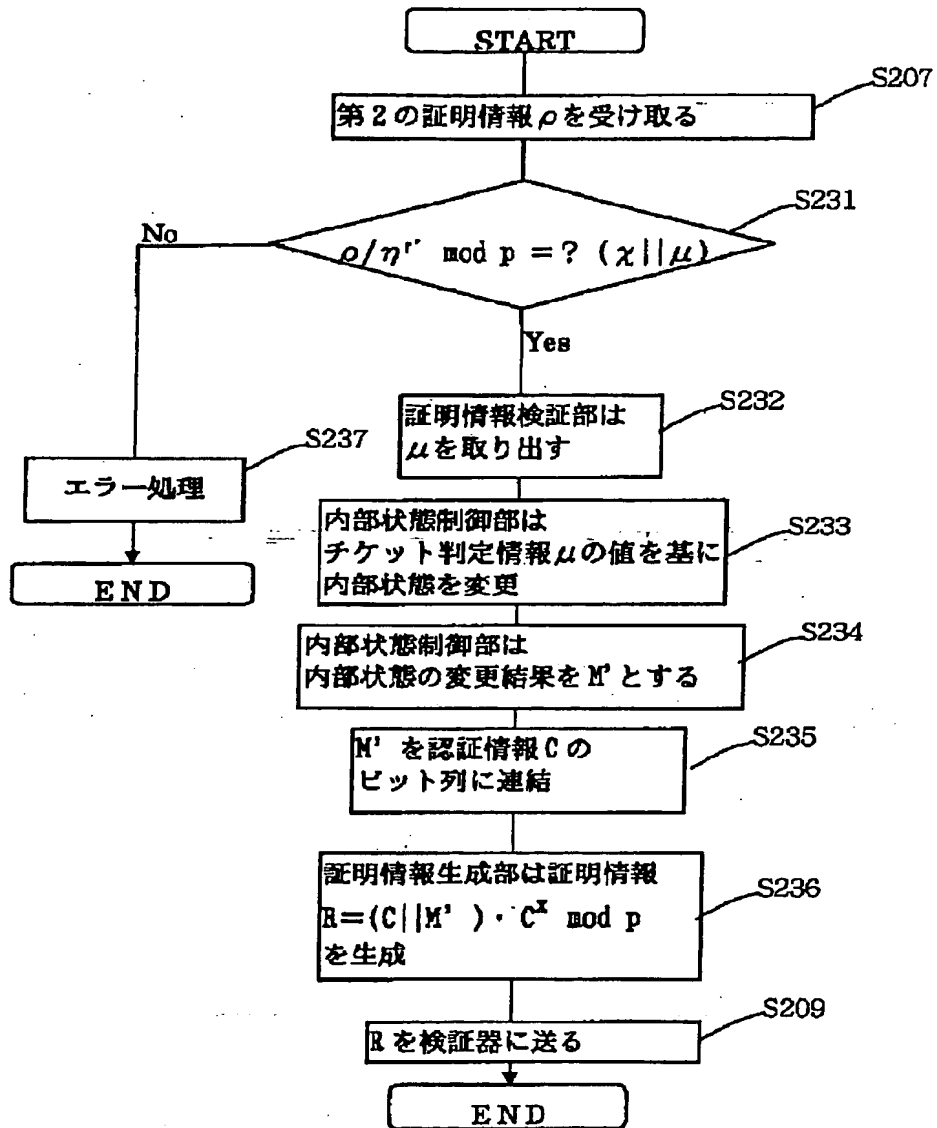 START
S207
第2の証明情報ρを受け取る
S231
No
ρ/η^r' mod p =? (χ||μ)
Yes
S232
証明情報検証部は
μを取り出す
S237
エラー処理
END
S233
内部状態制御部は
チケット判定情報μの値を基に
内部状態を変更
S234
内部状態制御部は
内部状態の変更結果をM'とする
S235
M'を認証情報Cの
ビット列に連結
S236
証明情報生成部は証明情報
R=(C||M')・C^X mod p
を生成
S209
Rを検証器に送る
END